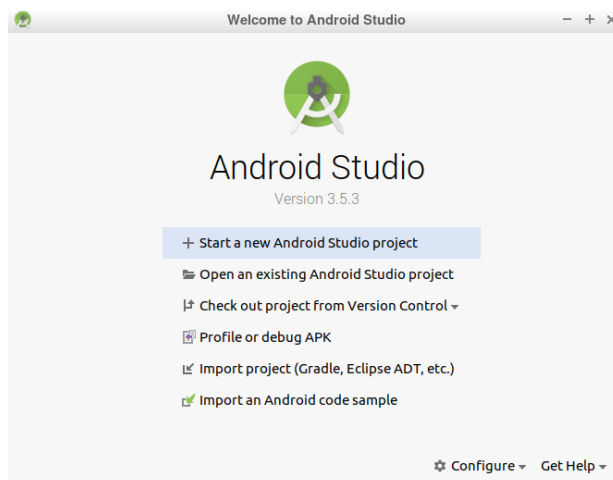 Welcome to Android Studio
Android Studio
Version 3.5.3
Start a new Android Studio project
Open an existing Android Studio project
Check out project from Version Control
Profile or debug APK
Import project (Gradle, Eclipse ADT, etc.)
Import an Android code sample
Configure Get Help